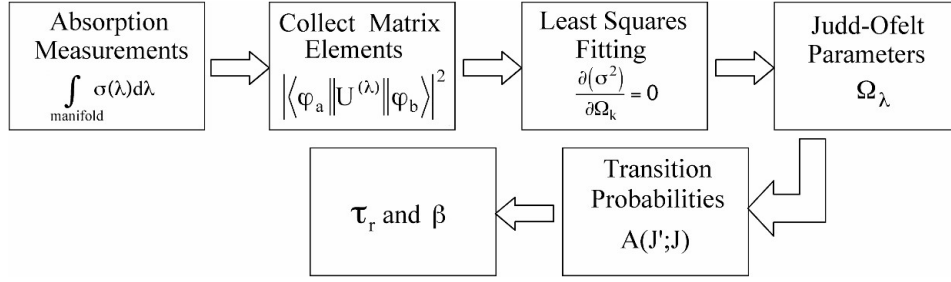 Absorption
Measurements
∫ σ(λ)dλ
manifold
Collect Matrix
Elements
|⟨φa‖U(λ)‖φb⟩|²
Least Squares
Fitting
∂(σ²)/∂Ωk = 0
Judd-Ofelt
Parameters
Ωλ
Transition
Probabilities
A(J';J)
τr and β